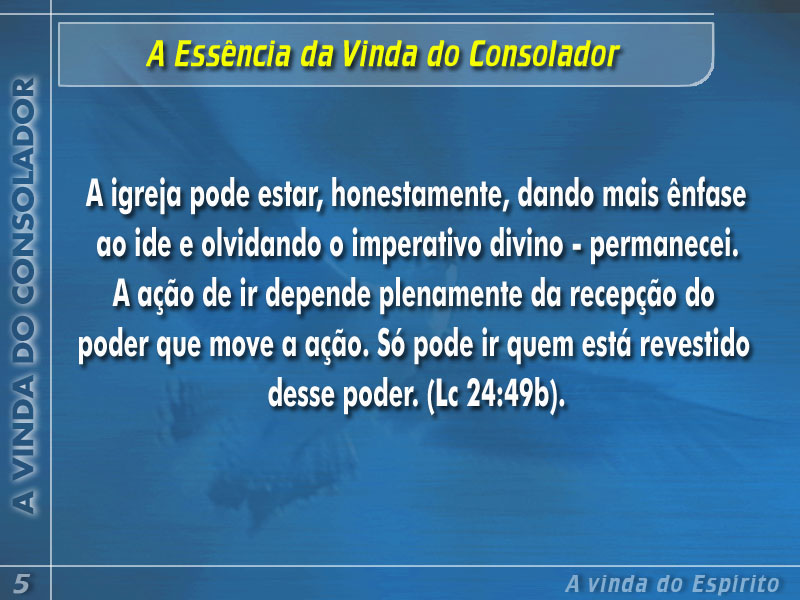 A Essência da Vinda do Consolador
A VINDA DO CONSOLADOR
A igreja pode estar, honestamente, dando mais ênfase
ao ide e olvidando o imperativo divino - permanecei.
A ação de ir depende plenamente da recepção do
poder que move a ação. Só pode ir quem está revestido
desse poder. (Lc 24:49b).
5
A vinda do Espírito